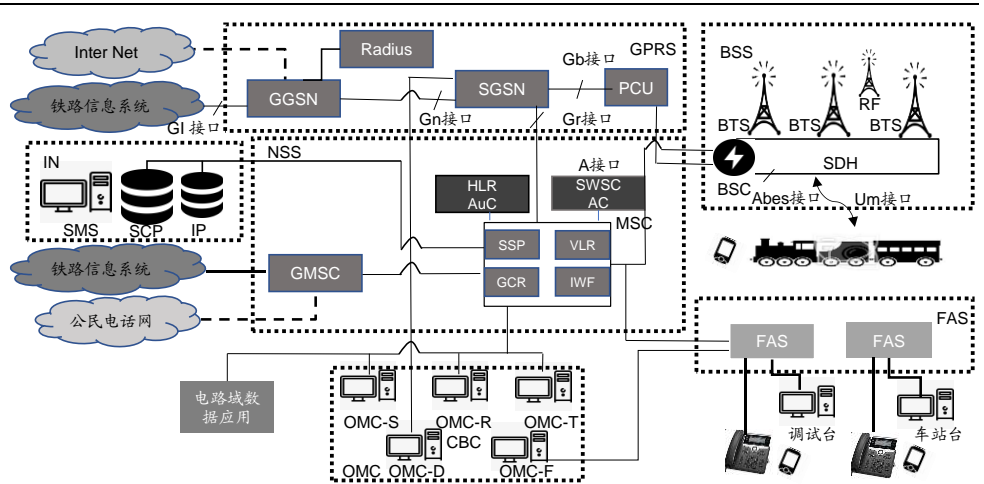 Inter Net
铁路信息系统
GI 接口
Radius
GGSN
Gn接口
SGSN
Gb接口
Gr接口
GPRS
PCU
BSS
RF
BTS
BTS
BTS
SDH
BSC
Abes接口
Um接口
IN
SMS
SCP
IP
NSS
A接口
HLR
AuC
SWSC
AC
MSC
SSP
VLR
GCR
IWF
铁路信息系统
GMSC
公民电话网
FAS
FAS
FAS
调试台
车站台
电路域数
据应用
OMC-S
OMC-R
OMC-T
CBC
OMC
OMC-D
OMC-F